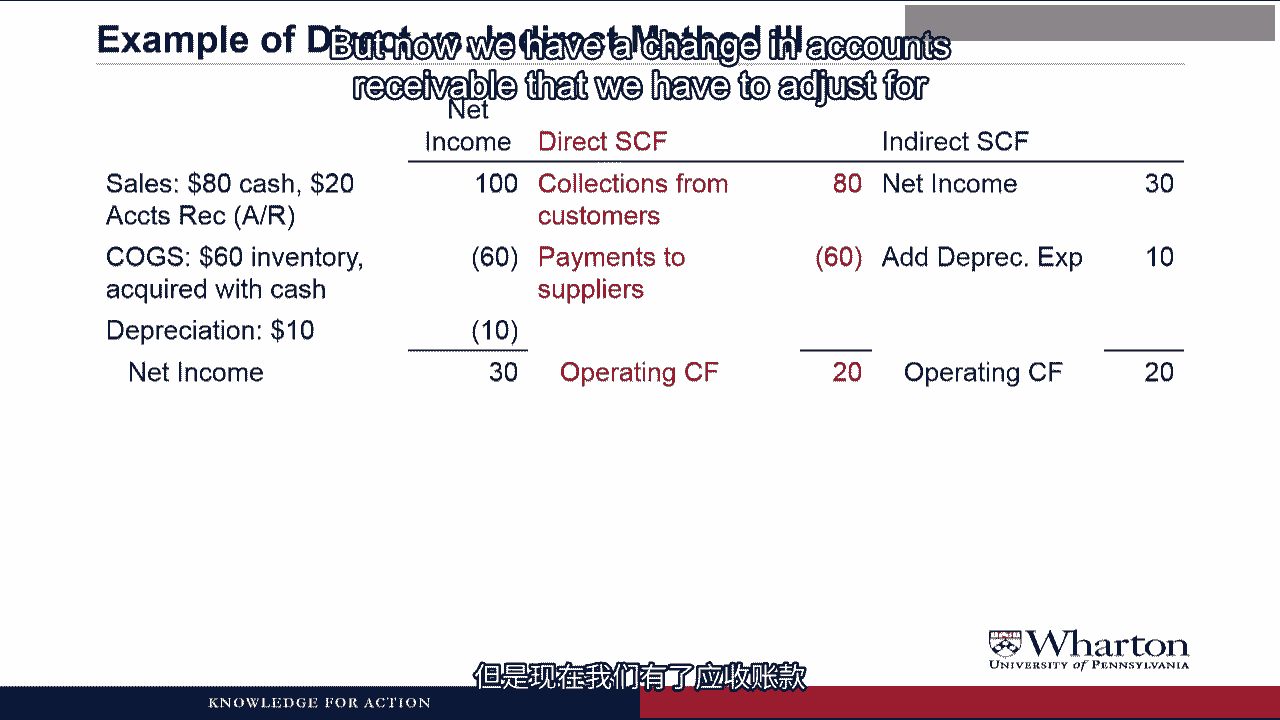 Example of Direct vs. Indirect Method III
But now we have a change in accounts
receivable that we have to adjust for
Net
Income Direct SCF Indirect SCF
Sales: $80 cash, $20 100 Collections from 80 Net Income 30
Accts Rec (A/R) customers
COGS: $60 inventory, (60) Payments to (60) Add Deprec. Exp 10
acquired with cash suppliers
Depreciation: $10 (10)
Net Income 30 Operating CF 20 Operating CF 20
Wharton
UNIVERSITY of PENNSYLVANIA
但是现在我们有了应收账款
KNOWLEDGE FOR ACTION